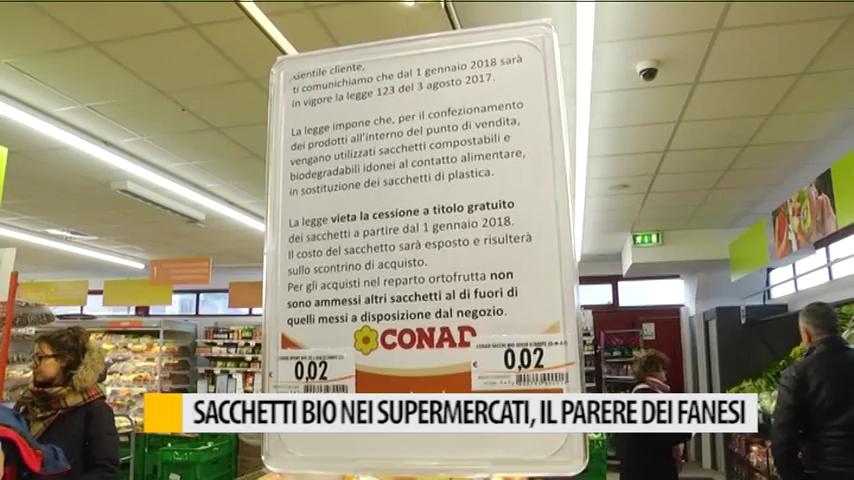 Gentile cliente,
ti comunichiamo che dal 1 gennaio 2018 sarà
in vigore la legge 123 del 3 agosto 2017.
La legge impone che, per il confezionamento
dei prodotti all'interno del punto di vendita,
vengano utilizzati sacchetti compostabili e
biodegradabili idonei al contatto alimentare,
in sostituzione dei sacchetti di plastica.
La legge vieta la cessione a titolo gratuito
dei sacchetti a partire dal 1 gennaio 2018.
Il costo del sacchetto sarà esposto e risulterà
sullo scontrino di acquisto.
Per gli acquisti nel reparto ortofrutta non
sono ammessi altri sacchetti al di fuori di
quelli messi a disposizione dal negozio.
CONAD
0,02
0,02
SACCHETTI BIO NEI SUPERMERCATI, IL PARERE DEI FANESI